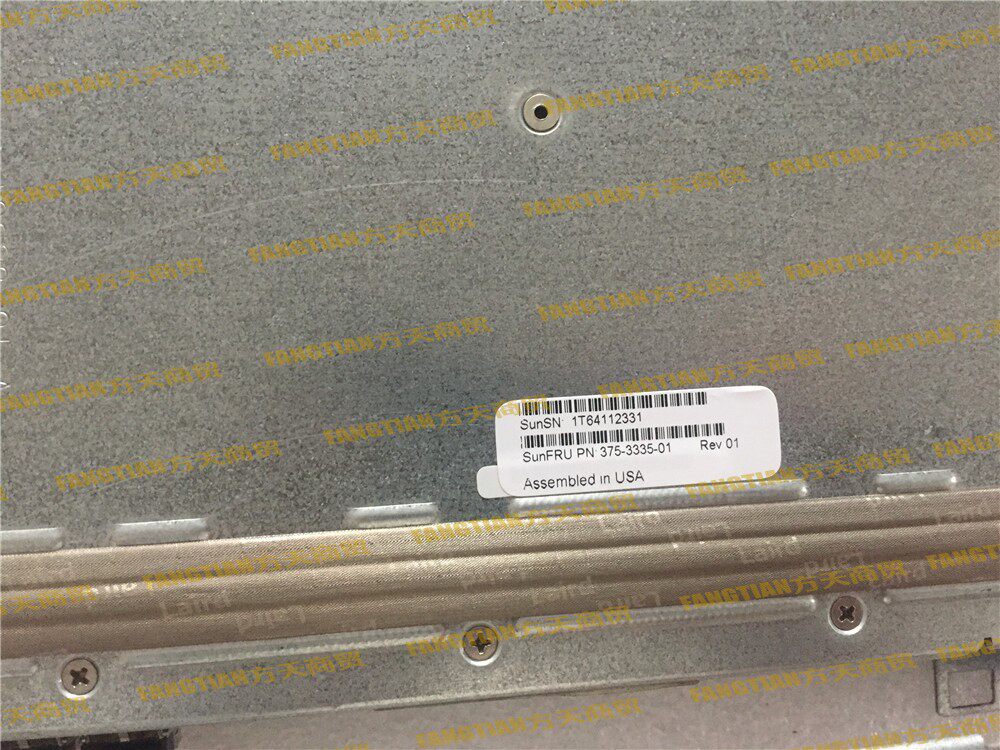 SunSN: 1T64112331
SunFRU PN: 375-3335-01 Rev 01
Assembled in USA
Laird
FANGTIAN方天商贸